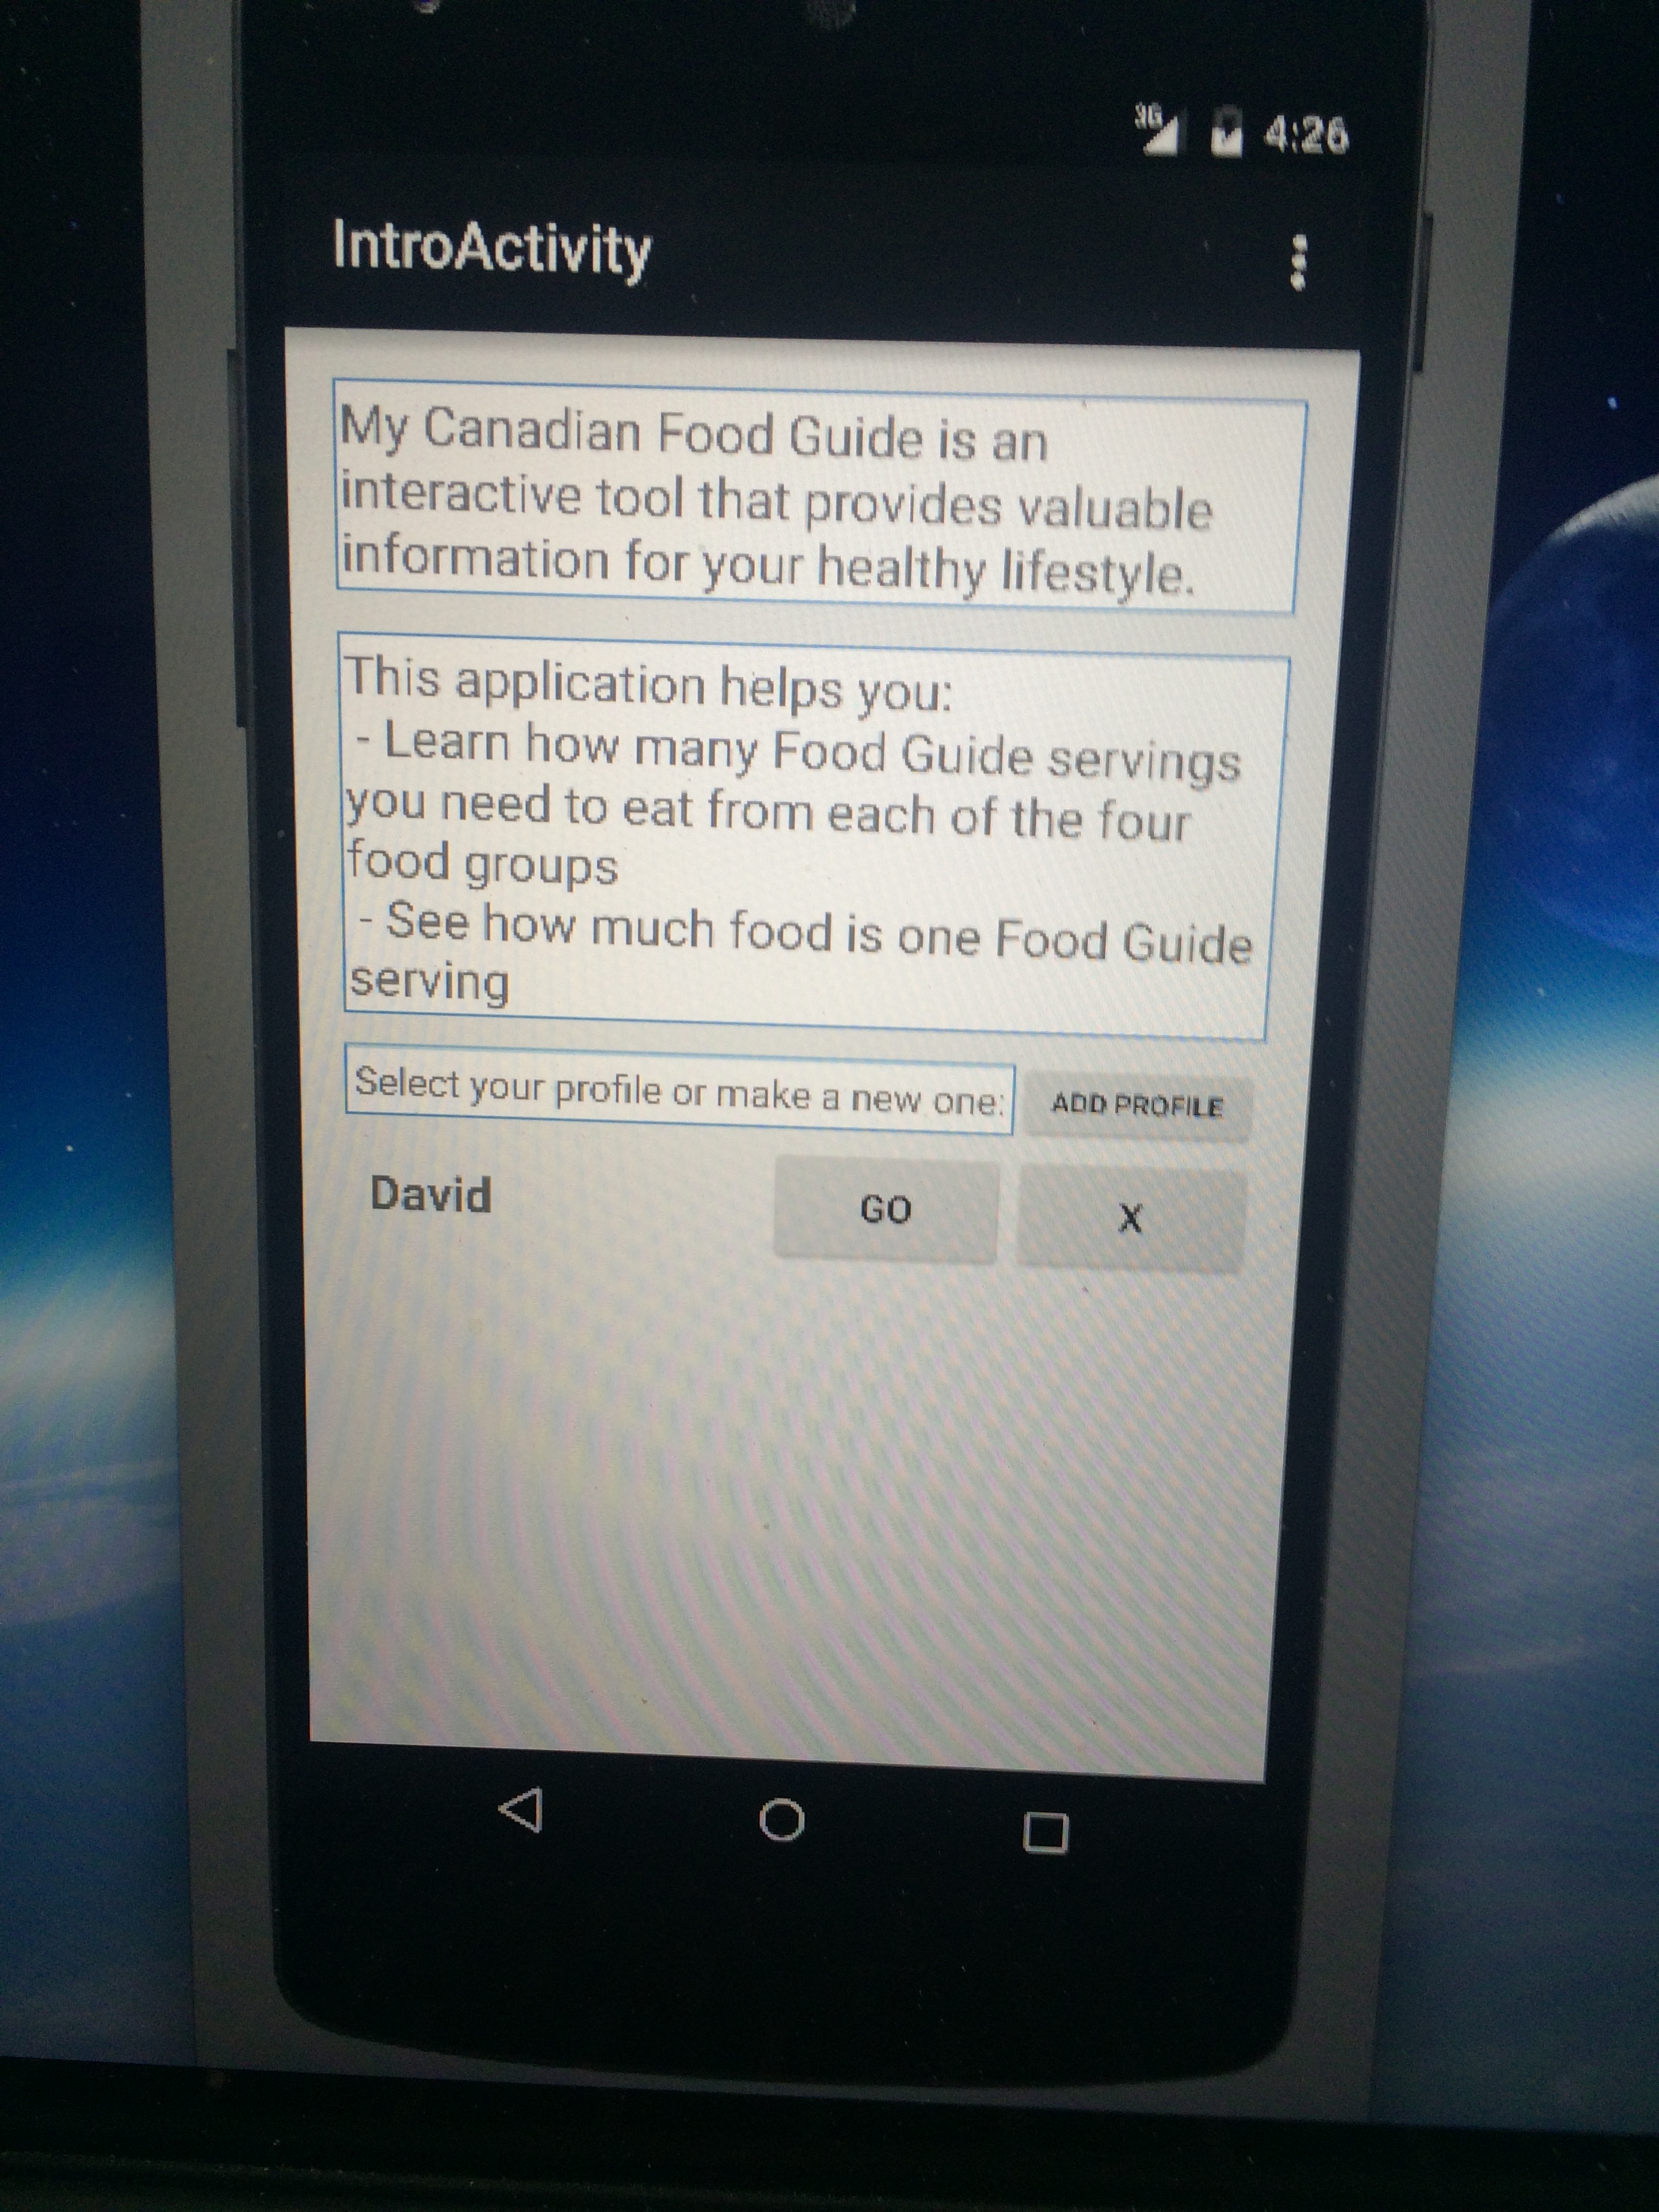 3G 4:26
IntroActivity
My Canadian Food Guide is an
interactive tool that provides valuable
information for your healthy lifestyle.
This application helps you:
- Learn how many Food Guide servings
you need to eat from each of the four
food groups
- See how much food is one Food Guide
serving
Select your profile or make a new one: ADD PROFILE
David GO X